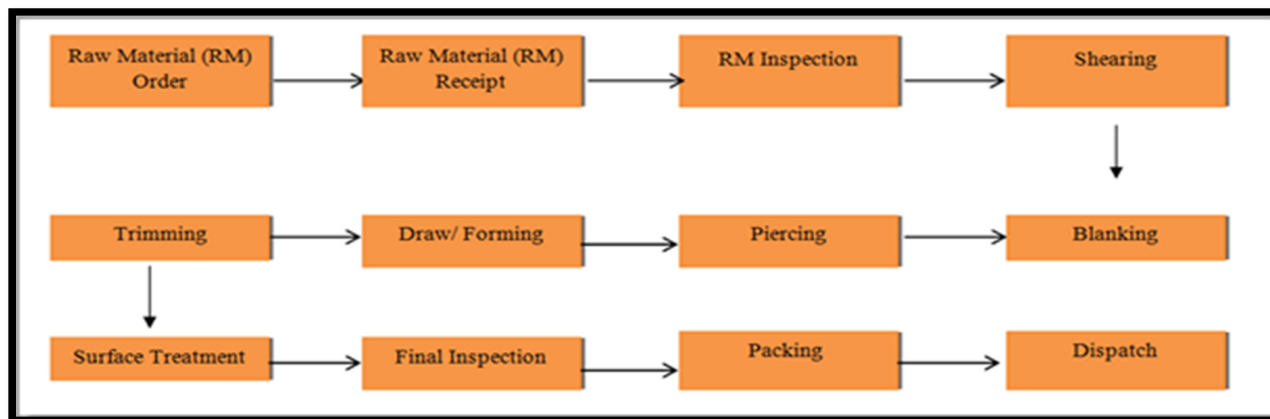 Raw Material (RM)
Order
Raw Material (RM)
Receipt
RM Inspection
Shearing
Trimming
Draw/ Forming
Piercing
Blanking
Surface Treatment
Final Inspection
Packing
Dispatch